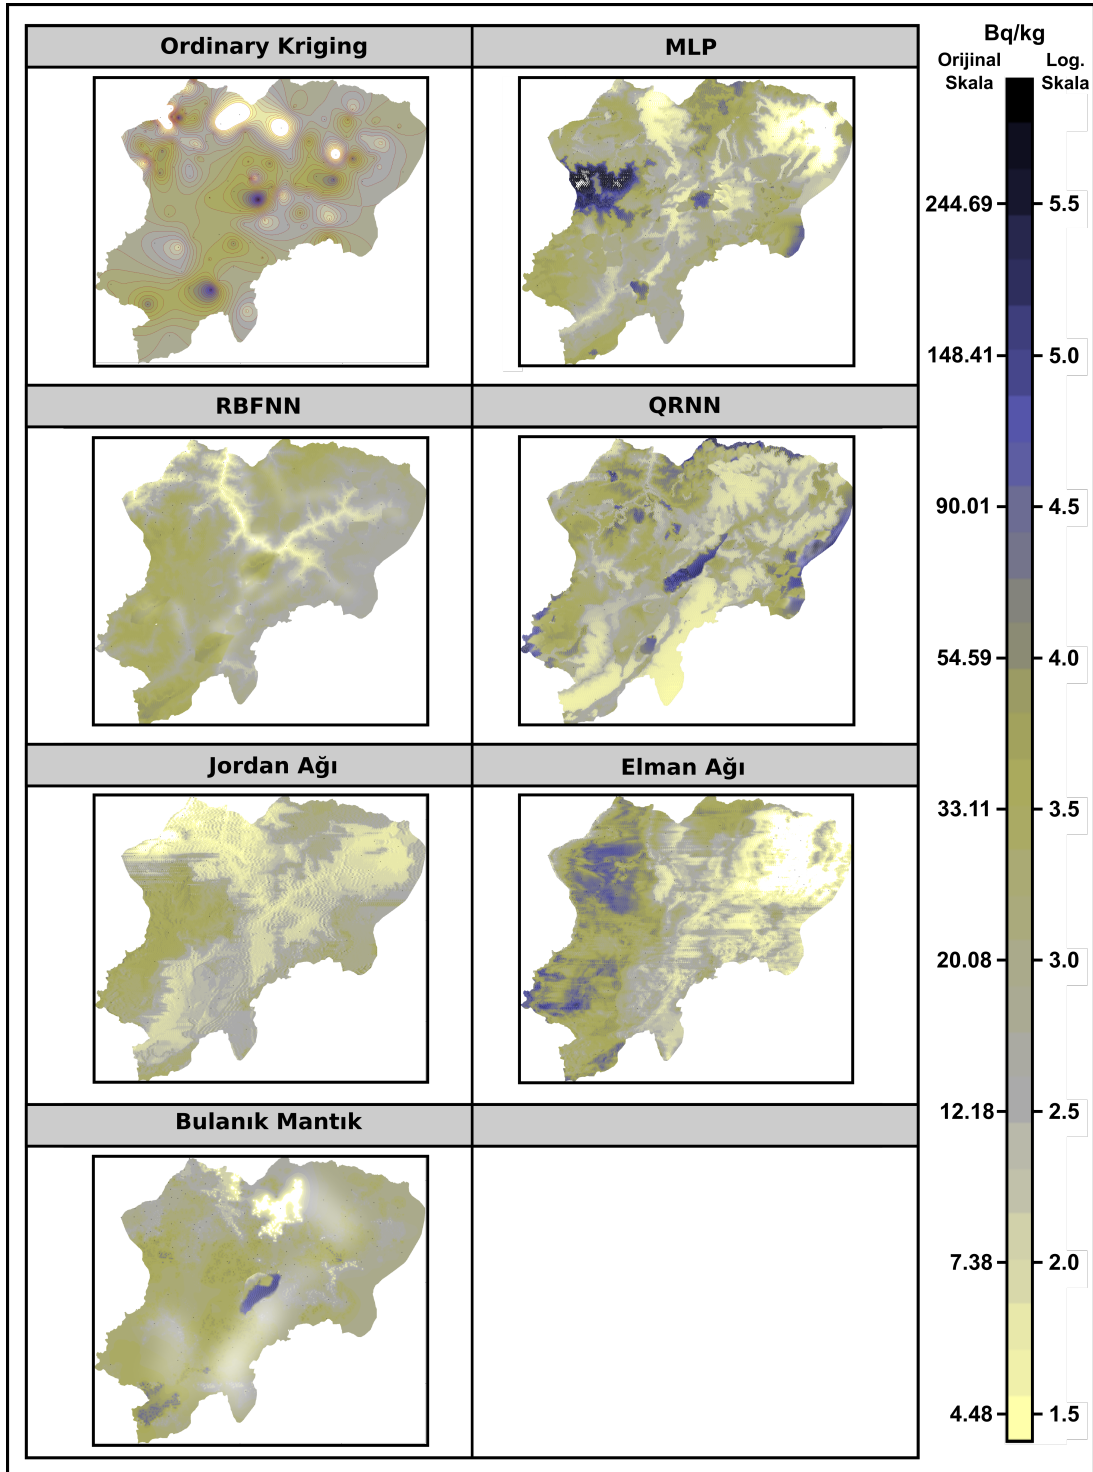 Ordinary Kriging
MLP
RBFNN
QRNN
Jordan Ağı
Elman Ağı
Bulanık Mantık
Bq/kg
Orijinal Skala
Log. Skala
244.69 5.5
148.41 5.0
90.01 4.5
54.59 4.0
33.11 3.5
20.08 3.0
12.18 2.5
7.38 2.0
4.48 1.5